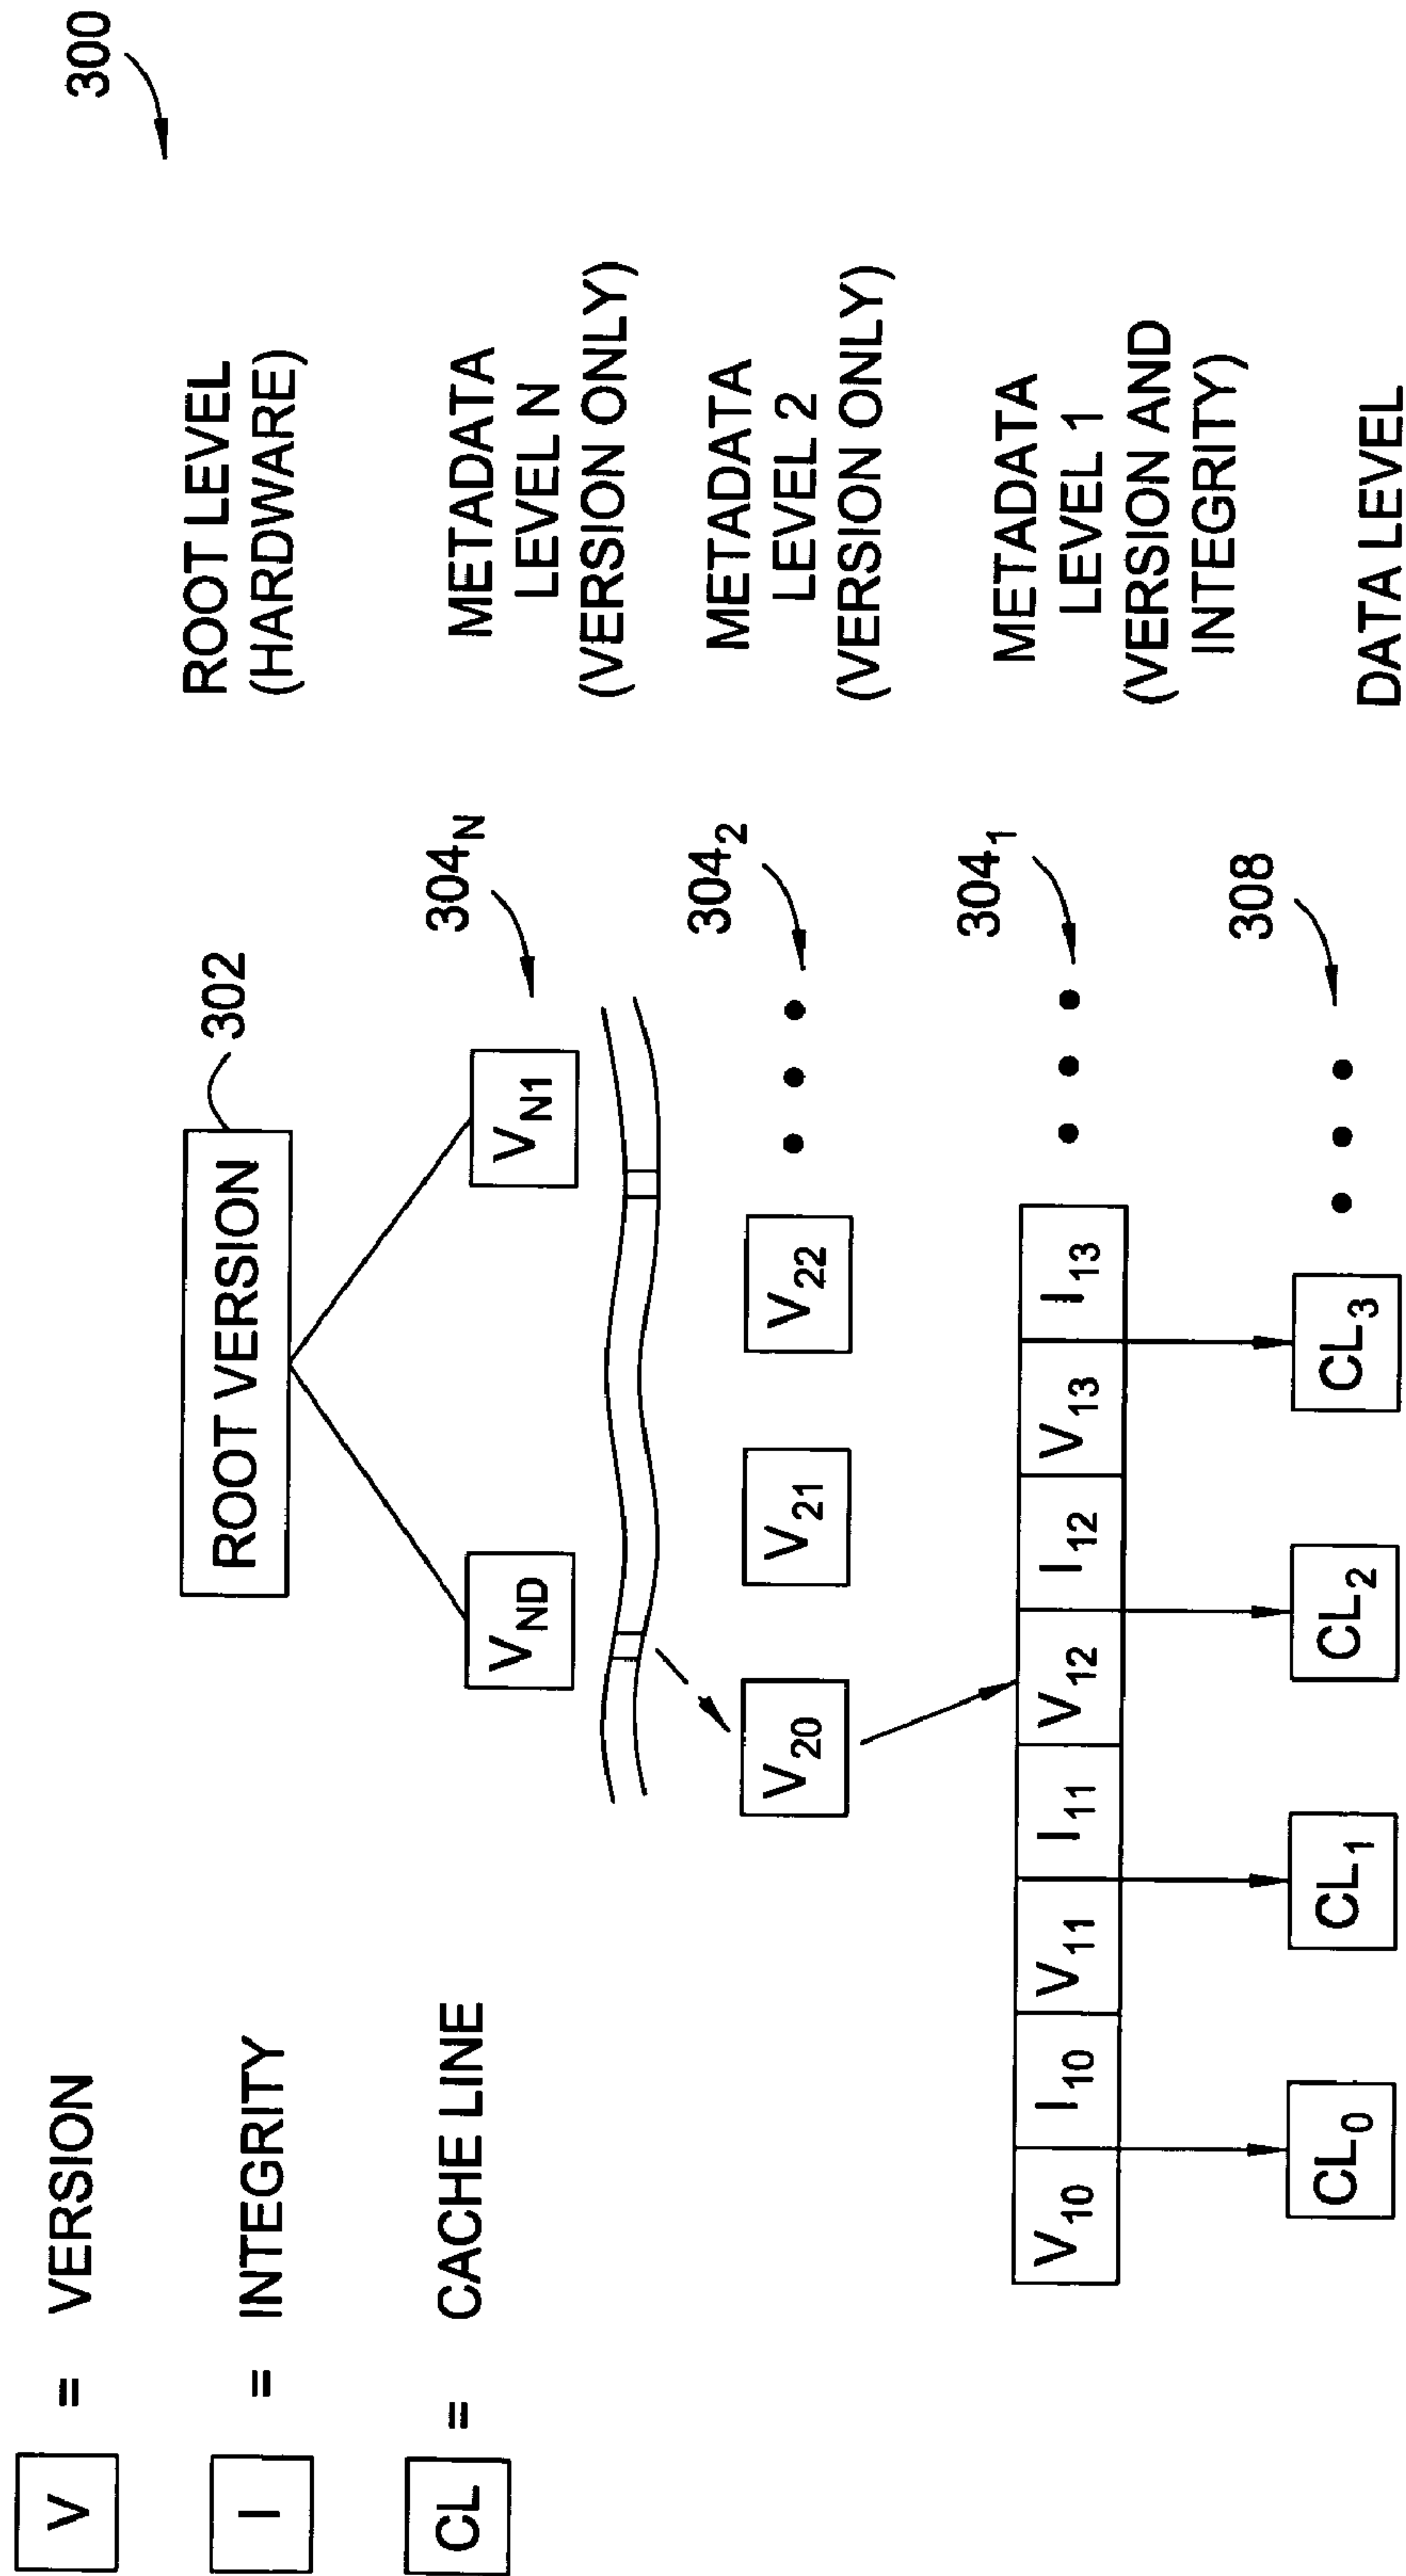 300
V = VERSION
I = INTEGRITY
CL = CACHE LINE
ROOT VERSION
302
ROOT LEVEL
(HARDWARE)
V_ND
V_N1
304_N
METADATA
LEVEL N
(VERSION ONLY)
V_20
V_21
V_22
304_2
METADATA
LEVEL 2
(VERSION ONLY)
V_10 I_10 V_11 I_11 V_12 I_12 V_13 I_13
304_1
METADATA
LEVEL 1
(VERSION AND
INTEGRITY)
CL_0
CL_1
CL_2
CL_3
308
DATA LEVEL